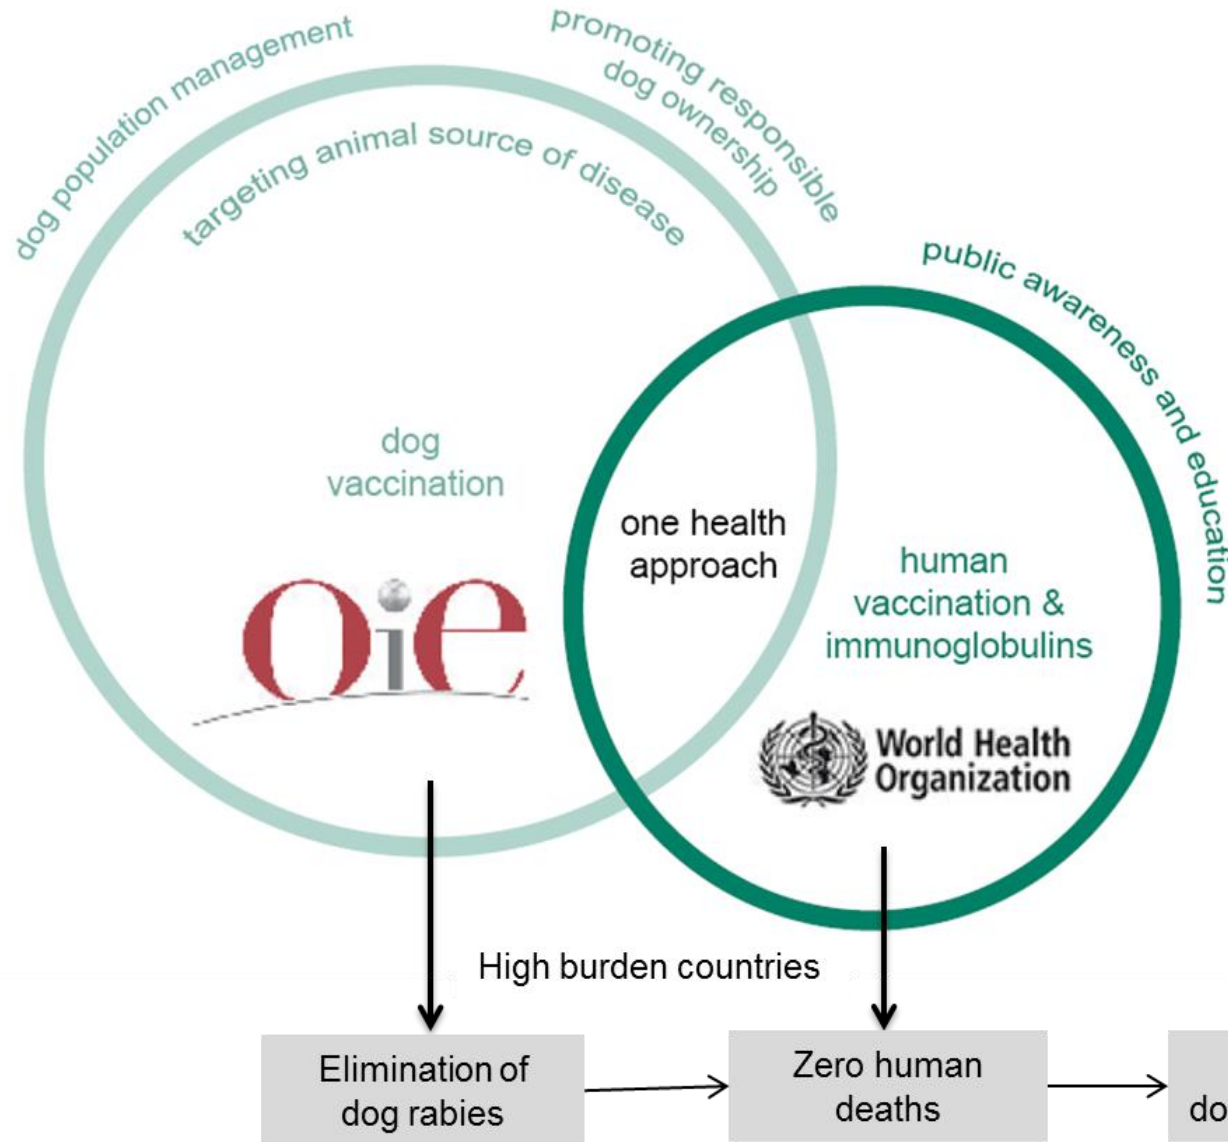 dog population management
promoting responsible
dog ownership
targeting animal source of disease
public awareness and education
dog
vaccination
one health
approach
human
vaccination &
immunoglobulins
oie
World Health
Organization
High burden countries
Elimination of
dog rabies
Zero human
deaths